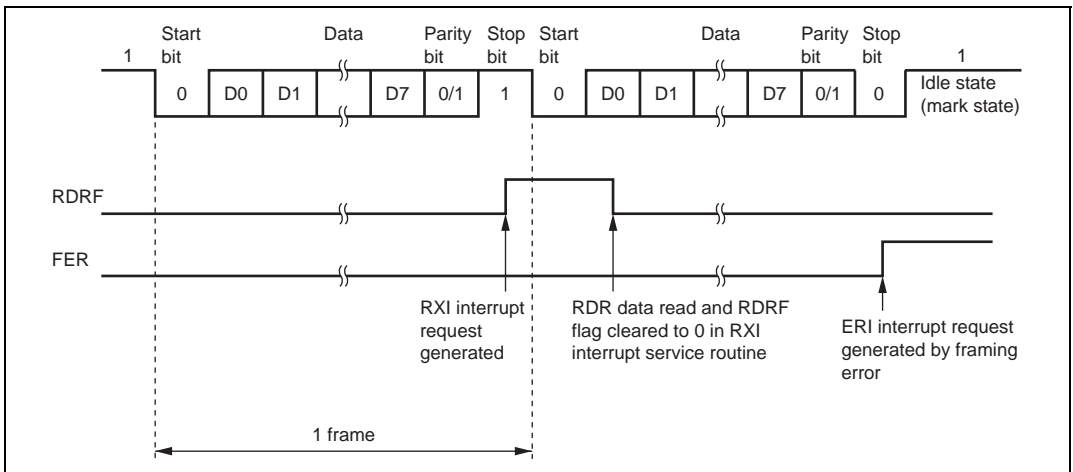 Start bit Data Parity bit Stop bit Start bit Data Parity bit Stop bit
1 1
0 D0 D1 D7 0/1 1 0 D0 D1 D7 0/1 0 Idle state (mark state)
RDRF
FER
RXI interrupt
request
generated
RDR data read and RDRF
flag cleared to 0 in RXI
interrupt service routine
ERI interrupt request
generated by framing
error
1 frame